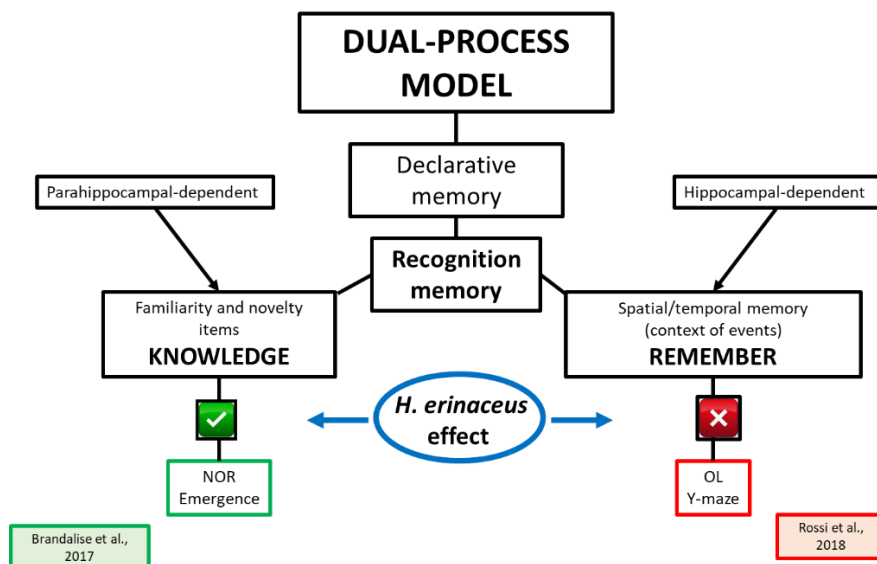 DUAL-PROCESS
MODEL
Declarative
memory
Parahippocampal-dependent
Hippocampal-dependent
Recognition
memory
Familiarity and novelty
items
KNOWLEDGE
Spatial/temporal memory
(context of events)
REMEMBER
H. erinaceus
effect
NOR
Emergence
OL
Y-maze
Brandalise et al.,
2017
Rossi et al.,
2018